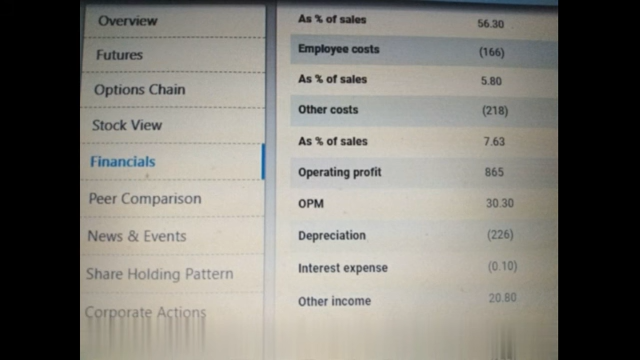 Overview
Futures
Options Chain
Stock View
Financials
Peer Comparison
News & Events
Share Holding Pattern
Corporate Actions
As % of sales 56.30
Employee costs (166)
As % of sales 5.80
Other costs (218)
As % of sales 7.63
Operating profit 865
OPM 30.30
Depreciation (226)
Interest expense (0.10)
Other income 20.80